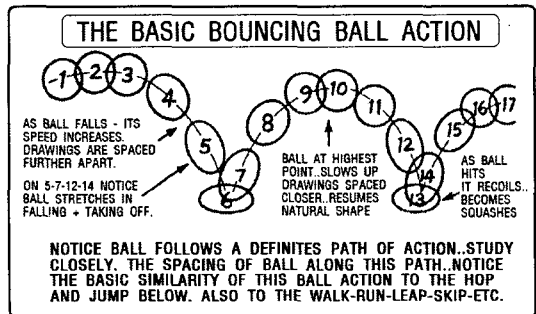 THE BASIC BOUNCING BALL ACTION
1 2 3 4 5 6 7 8 9 10 11 12 13 14 15 16 17
AS BALL FALLS - ITS
SPEED INCREASES.
DRAWINGS ARE SPACED
FURTHER APART.
ON 5-7-12-14 NOTICE
BALL STRETCHES IN
FALLING + TAKING OFF.
BALL AT HIGHEST
POINT..SLOWS UP
DRAWINGS SPACED
CLOSER..RESUMES
NATURAL SHAPE
AS BALL
HITS
IT RECOILS..
BECOMES
SQUASHES
NOTICE BALL FOLLOWS A DEFINITES PATH OF ACTION..STUDY
CLOSELY. THE SPACING OF BALL ALONG THIS PATH..NOTICE
THE BASIC SIMILARITY OF THIS BALL ACTION TO THE HOP
AND JUMP BELOW. ALSO TO THE WALK-RUN-LEAP-SKIP-ETC.